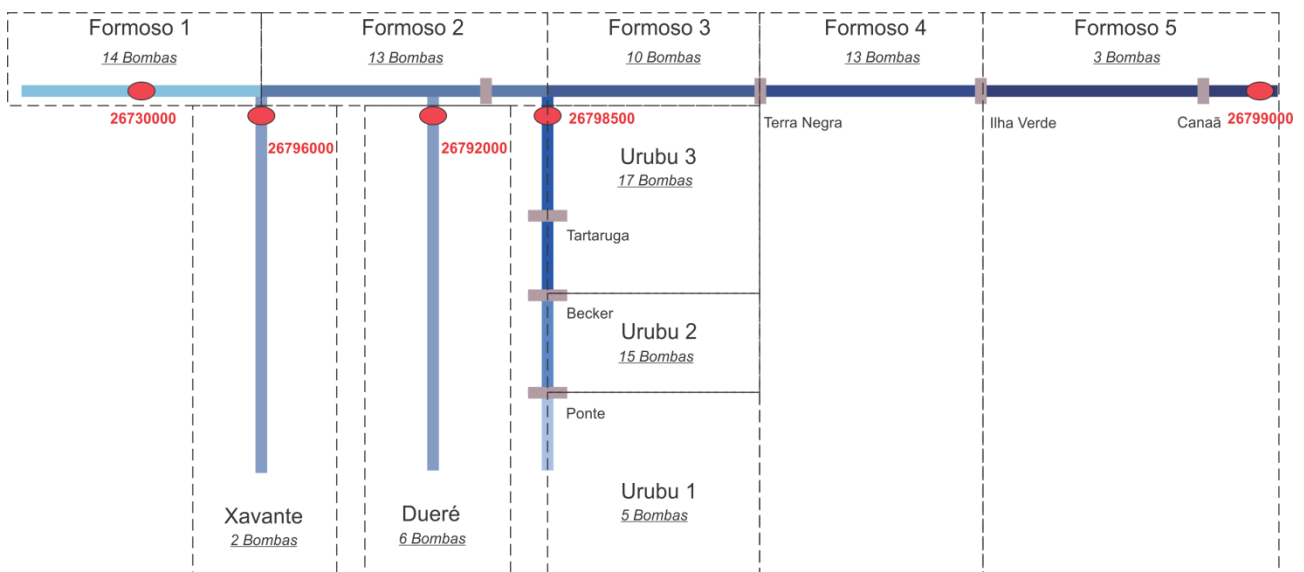 Formoso 1
14 Bombas
Formoso 2
13 Bombas
Formoso 3
10 Bombas
Formoso 4
13 Bombas
Formoso 5
3 Bombas
26730000
26796000
26792000
26798500
Terra Negra
Ilha Verde
Canaã
26799000
Urubu 3
17 Bombas
Tartaruga
Becker
Urubu 2
15 Bombas
Ponte
Urubu 1
5 Bombas
Xavante
2 Bombas
Dueré
6 Bombas